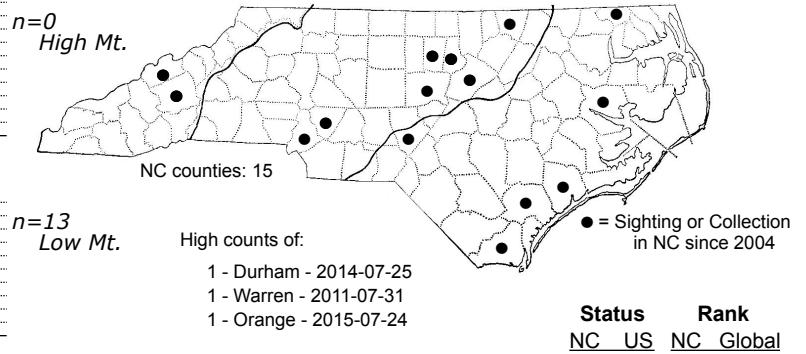 n=0
High Mt.
NC counties: 15
n=13
Low Mt.
High counts of:
1 - Durham - 2014-07-25
1 - Warren - 2011-07-31
1 - Orange - 2015-07-24
● = Sighting or Collection
in NC since 2004
Status Rank
NC US NC Global